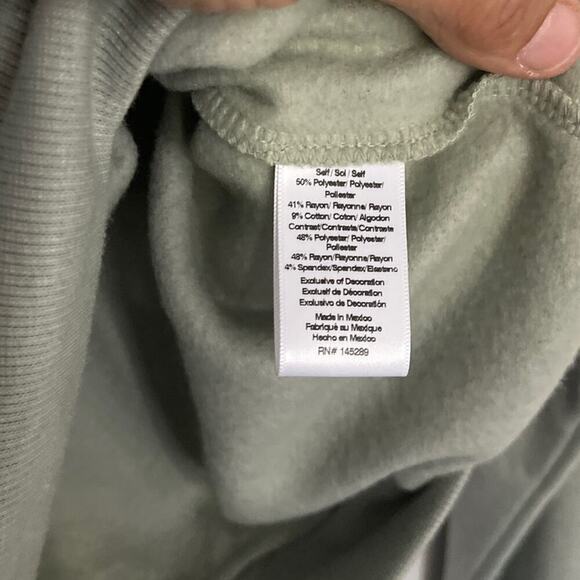 Self/ Sol/ Self
50% Polyester/ Polyester/
Poliester
41% Rayon/ Rayonne/ Rayon
9% Cotton/ Coton/ Algodon
Contrast/Contraste/Contraste
48% Polyester/ Polyester/
Poliester
48% Rayon/Rayonne/Rayon
4% Spandex/Spandex/Elastano
Exclusive of Decoration
Exclusif de Décoration
Exclusivo de Decoration
Made in Mexico
Fabriqué au Mexique
Hecho en Mexico
RN# 145289